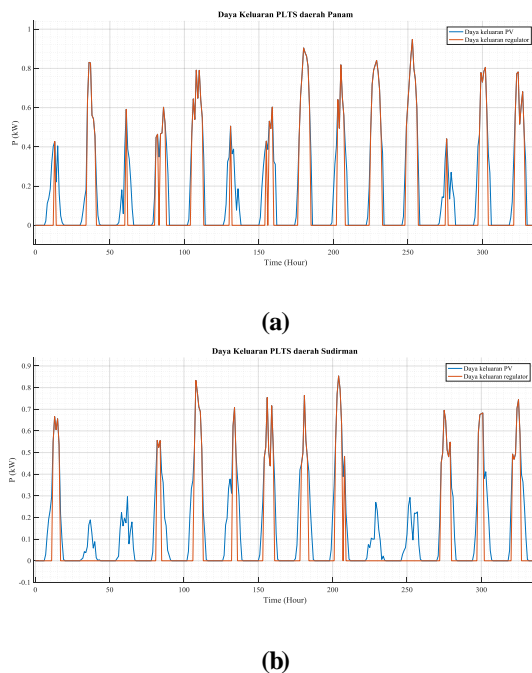 Daya Keluaran PLTS daerah Panam
Daya keluaran PV
Daya keluaran regulator
1
0.8
0.6
0.4
0.2
0
P (kW)
0 50 100 150 200 250 300
Time (Hour)
(a)
Daya Keluaran PLTS daerah Sudirman
Daya keluaran PV
Daya keluaran regulator
0.9
0.8
0.7
0.6
0.5
0.4
0.3
0.2
0.1
0
-0.1
P (kW)
0 50 100 150 200 250 300
Time (Hour)
(b)